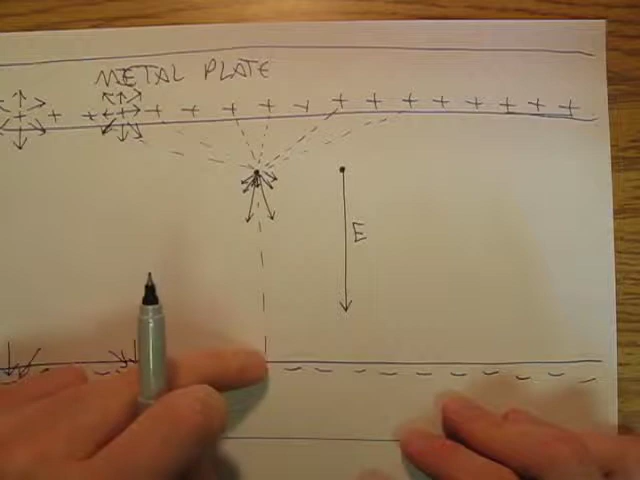 METAL PLATE
+ + + + + + + + + + + + + + + + +
E
- - - - - - - - - -